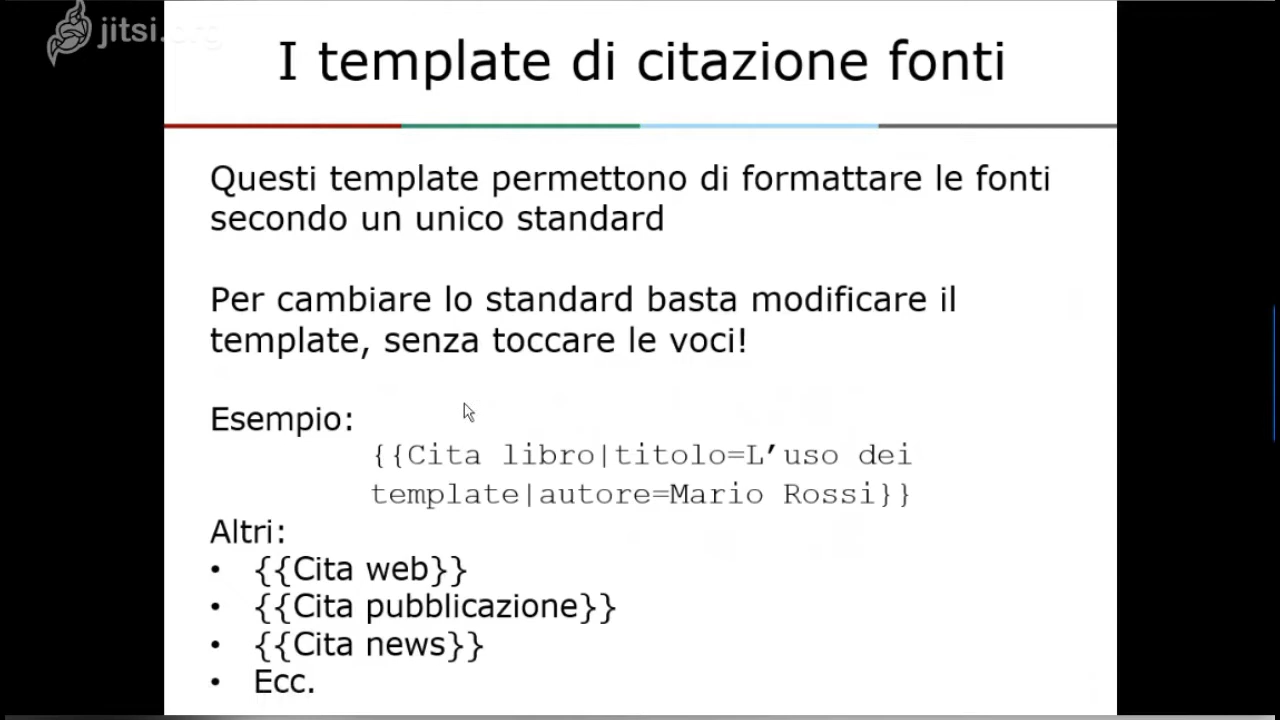 jitsi.org
I template di citazione fonti
Questi template permettono di formattare le fonti
secondo un unico standard
Per cambiare lo standard basta modificare il
template, senza toccare le voci!
Esempio:
{{Cita libro|titolo=L’uso dei
template|autore=Mario Rossi}}
Altri:
• {{Cita web}}
• {{Cita pubblicazione}}
• {{Cita news}}
• Ecc.